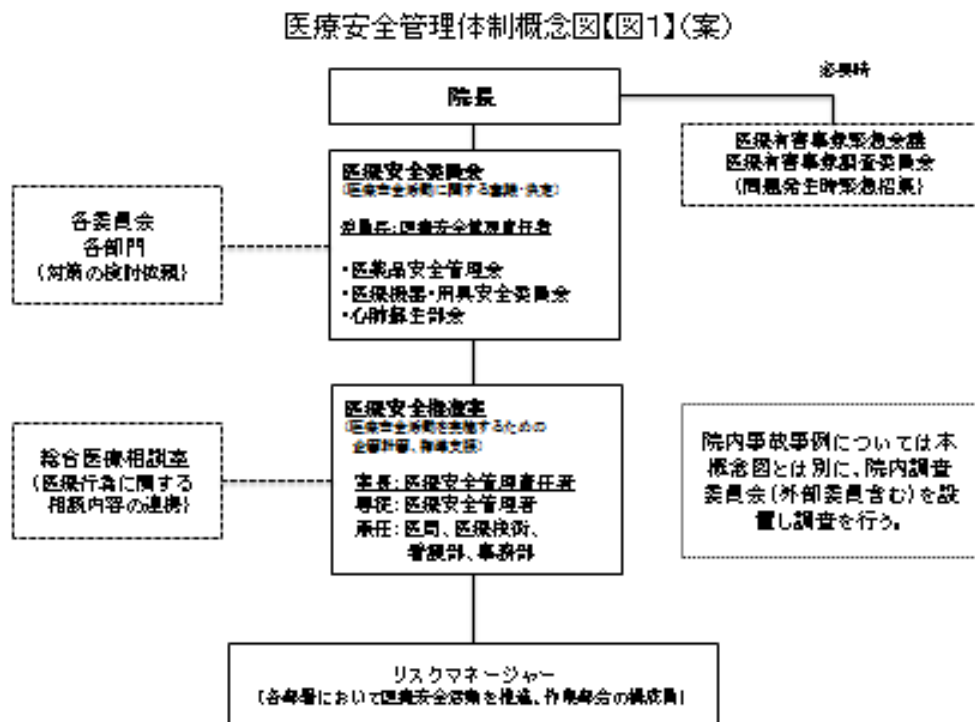 医療安全管理体制概念図【図1】(案)
必要時
院長
医療有害事象緊急会議
医療有害事象調査委員会
(問題発生時緊急招集)
医療安全委員会
(医療安全活動に関する審議・決定)
委員長:医療安全管理責任者
・医薬品安全管理会
・医療機器・用具安全委員会
・心肺蘇生部会
各委員会
各部門
(対策の検討依頼)
医療安全推進室
(医療安全活動を実施するための
企画計画、指導支援)
室長:医療安全管理責任者
専従:医療安全管理者
兼任:医局、医療技術、
看護部、事務部
総合医療相談室
(医療行為に関する
相談内容の連携)
院内事故事例については本
概念図とは別に、院内調査
委員会(外部委員含む)を設
置し調査を行う。
リスクマネージャー
(各部署において医療安全活動を推進、作業部会の構成員)